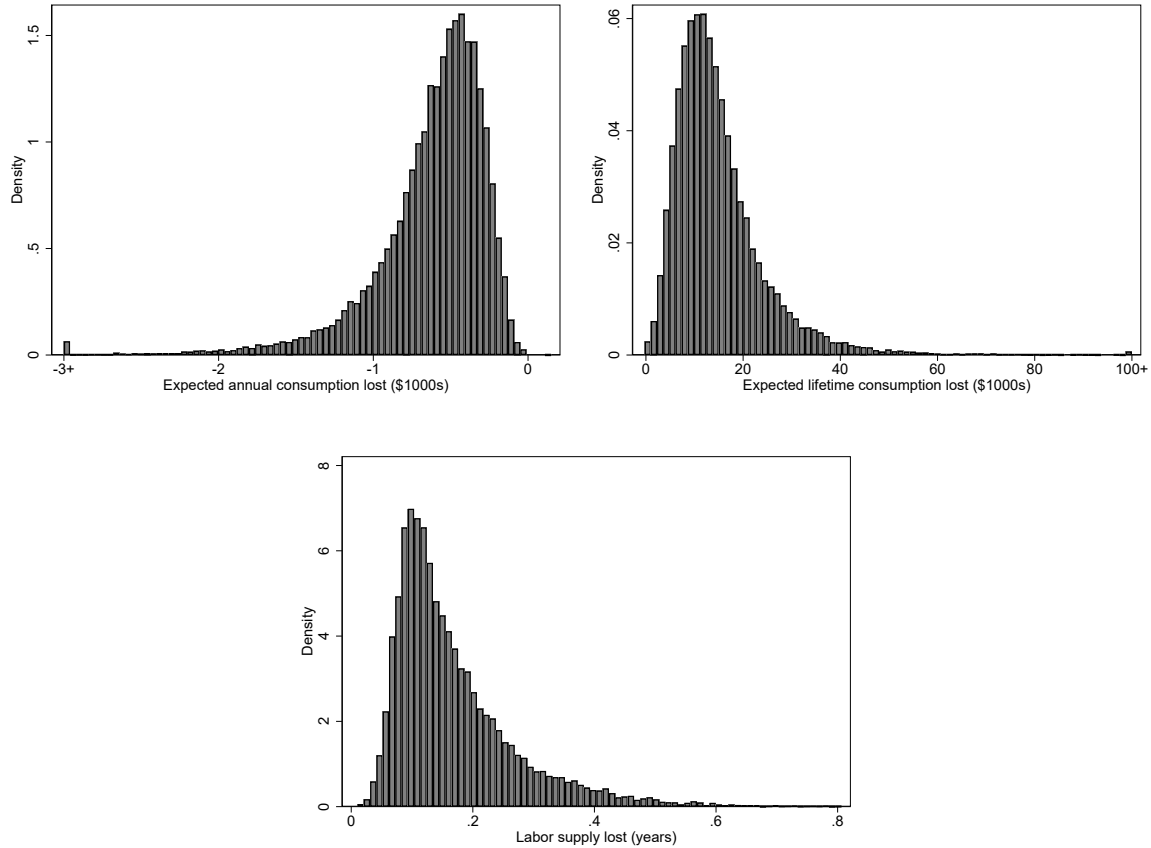 Density
1.5
1
.5
0
-3+ -2 -1 0
Expected annual consumption lost ($1000s)
Density
.06
.04
.02
0
0 20 40 60 80 100+
Expected lifetime consumption lost ($1000s)
Density
8
6
4
2
0
0 .2 .4 .6 .8
Labor supply lost (years)